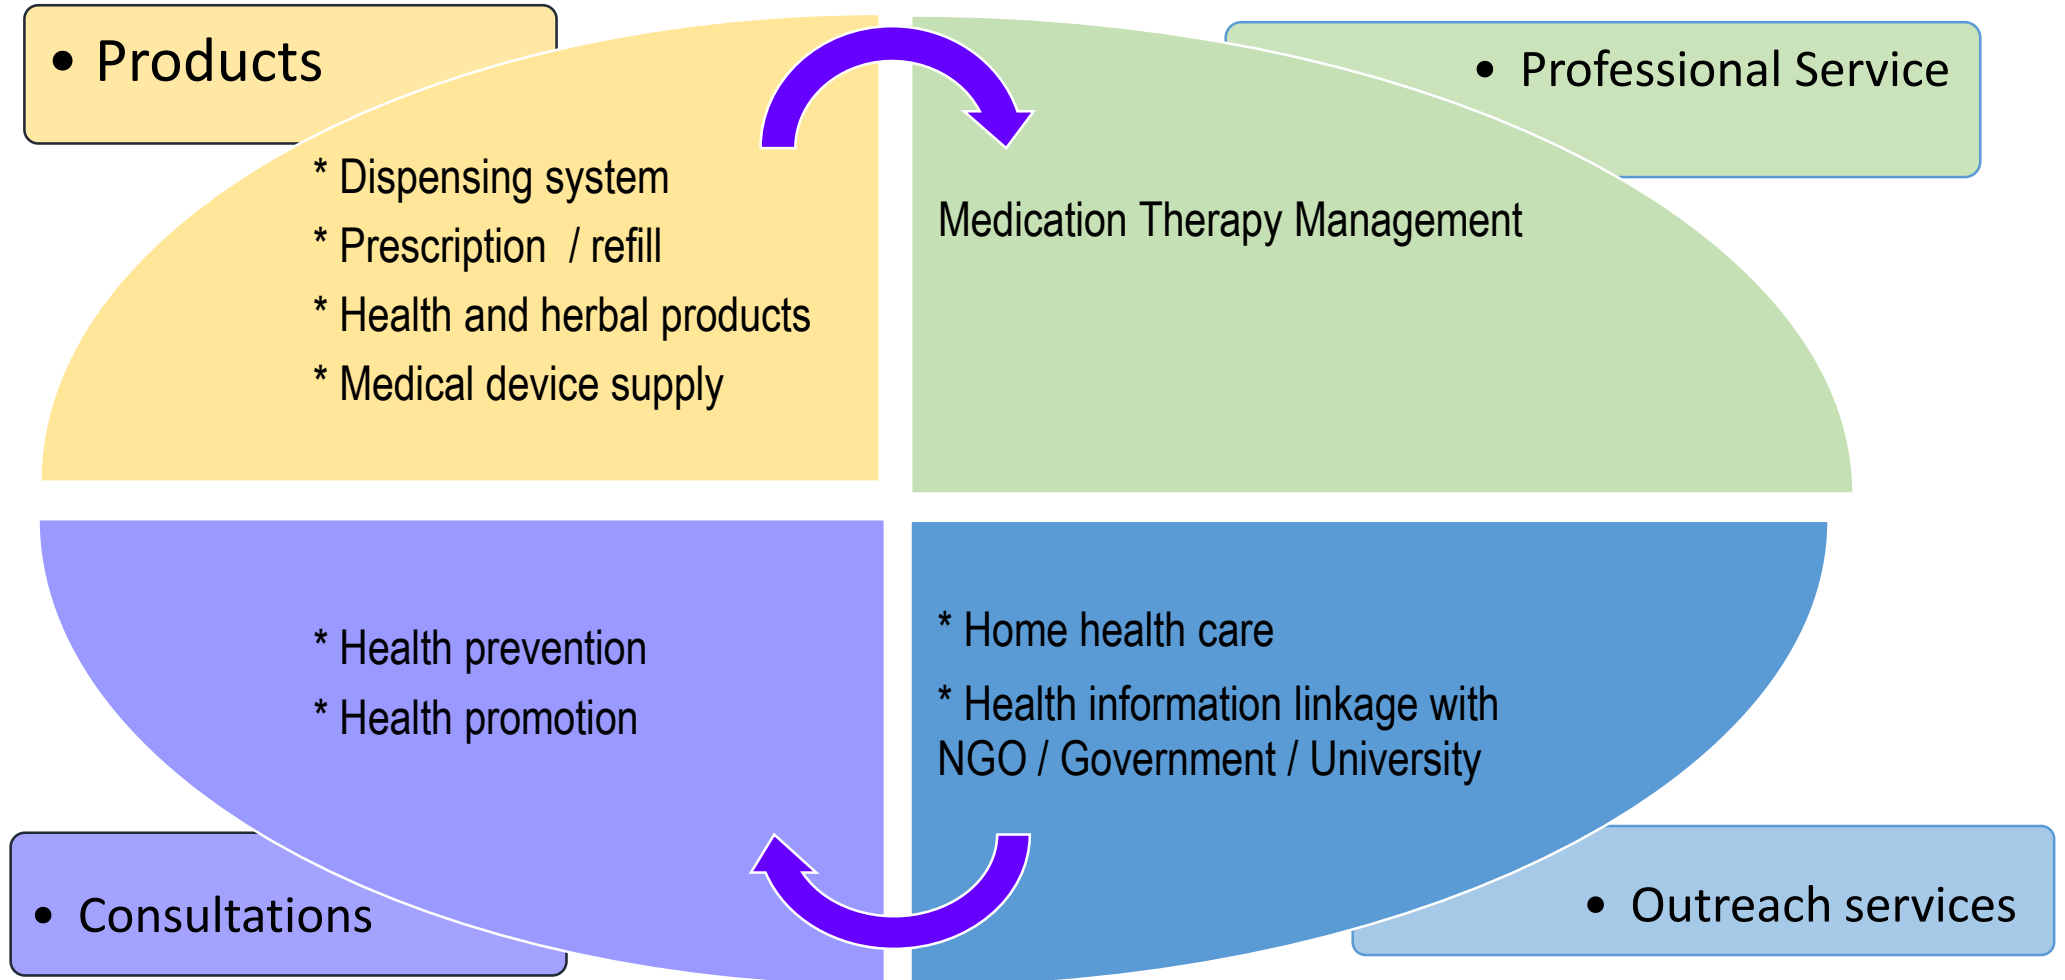 • Products
* Dispensing system
* Prescription / refill
* Health and herbal products
* Medical device supply
• Professional Service
Medication Therapy Management
* Health prevention
* Health promotion
• Consultations
* Home health care
* Health information linkage with
NGO / Government / University
• Outreach services